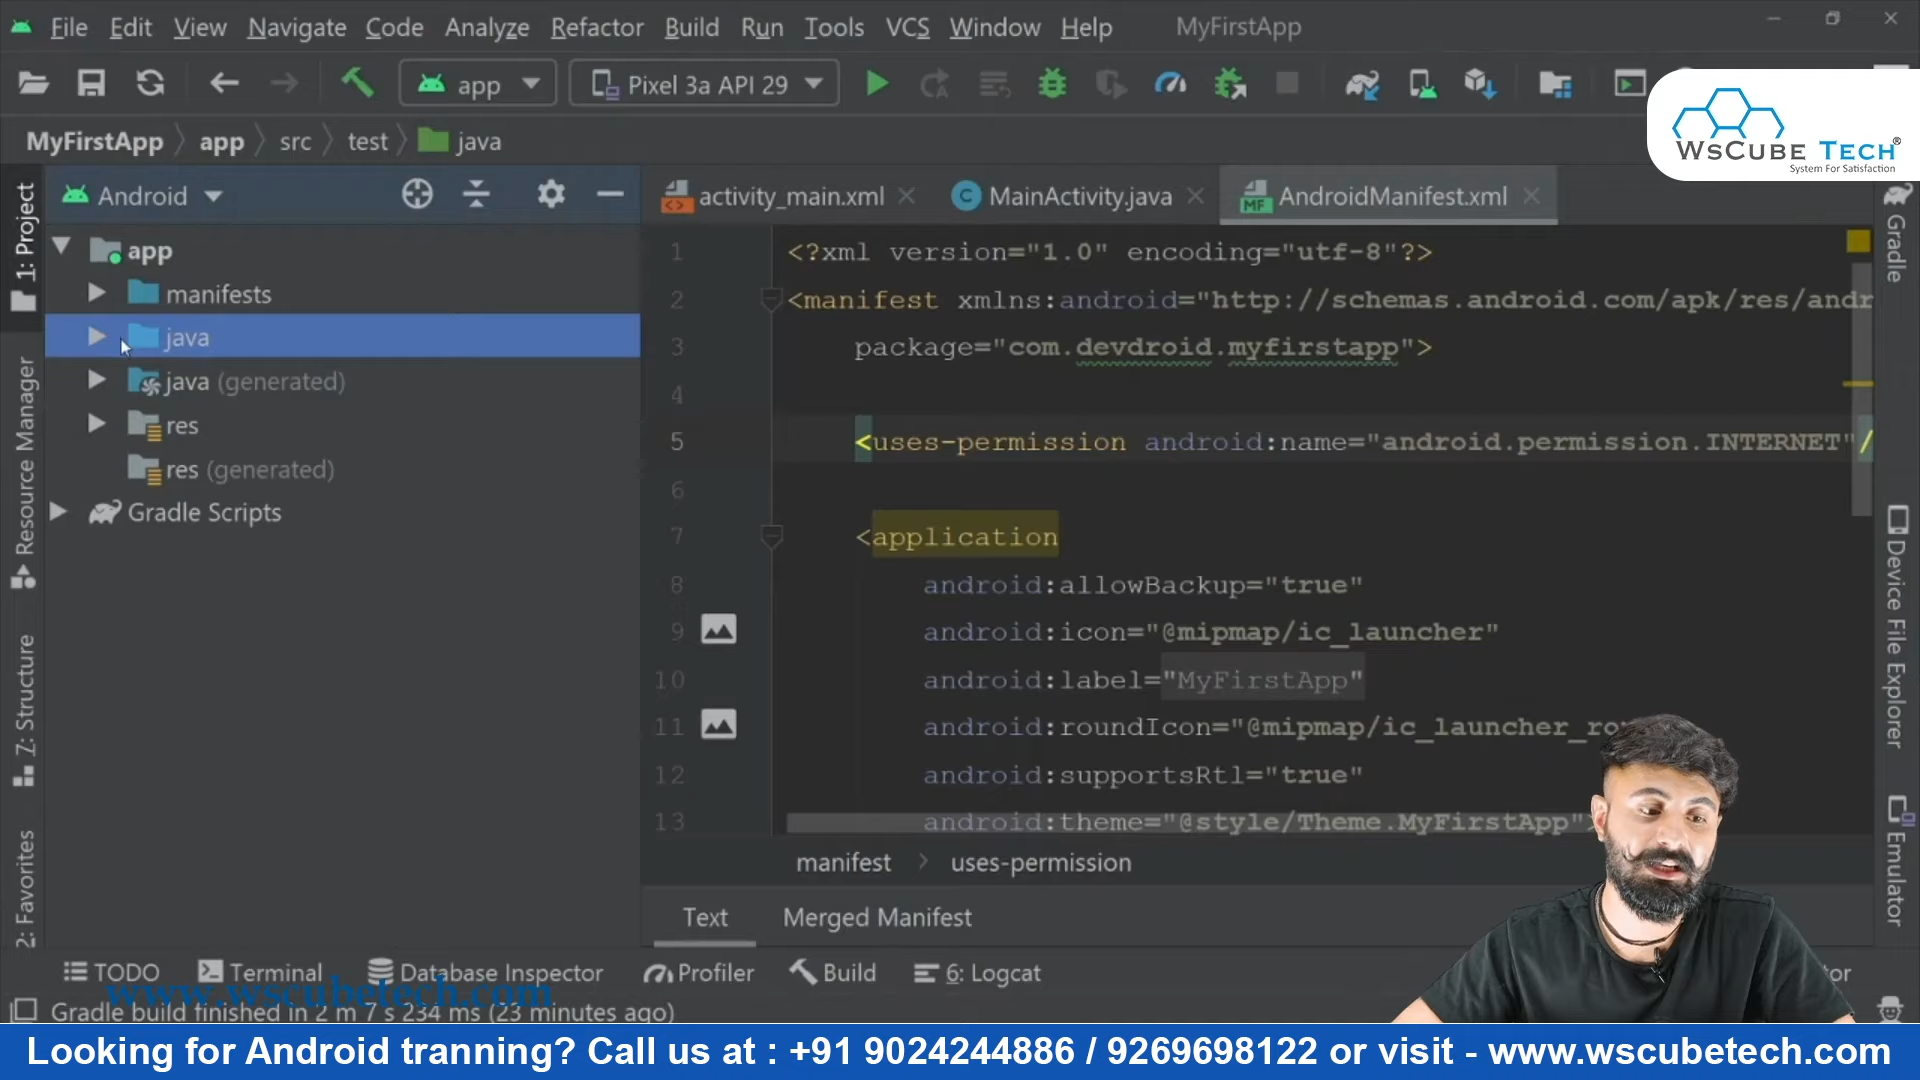 File Edit View Navigate Code Analyze Refactor Build Run Tools VCS Window Help MyFirstApp
app Pixel 3a API 29
WsCube Tech®
System For Satisfaction
MyFirstApp app src test java
1: Project
Resource Manager
Z: Structure
2: Favorites
Android
app
manifests
java
java (generated)
res
res (generated)
Gradle Scripts
activity_main.xml MainActivity.java AndroidManifest.xml
1 <?xml version="1.0" encoding="utf-8"?>
2 <manifest xmlns:android="http://schemas.android.com/apk/res/andr
3 package="com.devdroid.myfirstapp">
4
5 <uses-permission android:name="android.permission.INTERNET"/
6
7 <application
8 android:allowBackup="true"
9 android:icon="@mipmap/ic_launcher"
10 android:label="MyFirstApp"
11 android:roundIcon="@mipmap/ic_launcher_ro
12 android:supportsRtl="true"
13 android:theme="@style/Theme.MyFirstApp">
manifest uses-permission
Text Merged Manifest
Gradle
Device File Explorer
Emulator
TODO Terminal Database Inspector Profiler Build 6: Logcat
www.wscubetech.com
Gradle build finished in 2 m 7 s 234 ms (23 minutes ago)
Looking for Android tranning? Call us at : +91 9024244886 / 9269698122 or visit - www.wscubetech.com